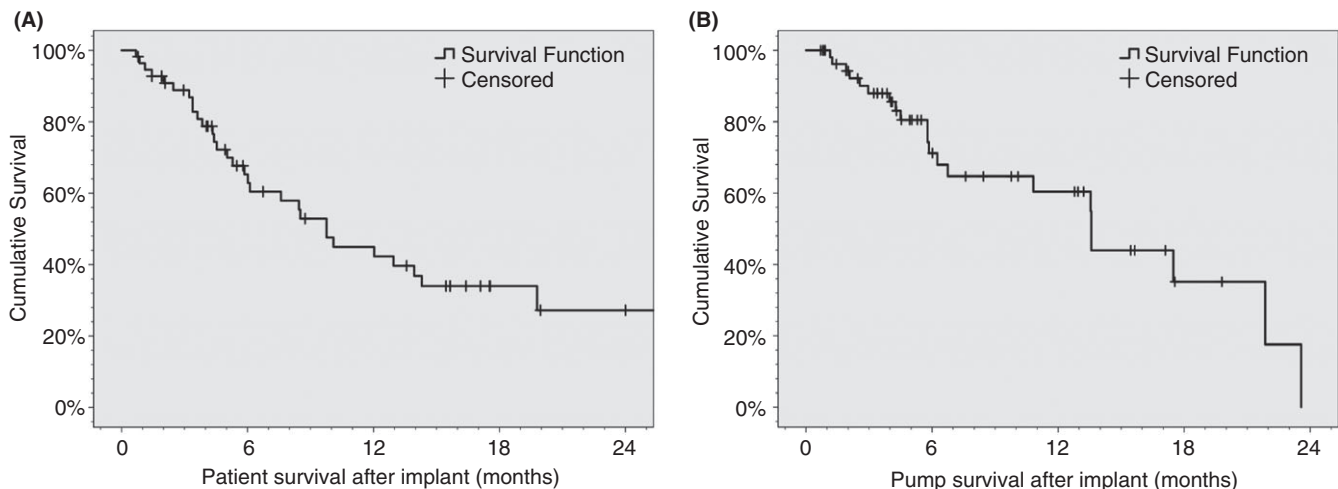 (A)
Survival Function
Censored
100%
80%
60%
40%
20%
0%
Cumulative Survival
0 6 12 18 24
Patient survival after implant (months)
(B)
Survival Function
Censored
100%
80%
60%
40%
20%
0%
Cumulative Survival
0 6 12 18 24
Pump survival after implant (months)